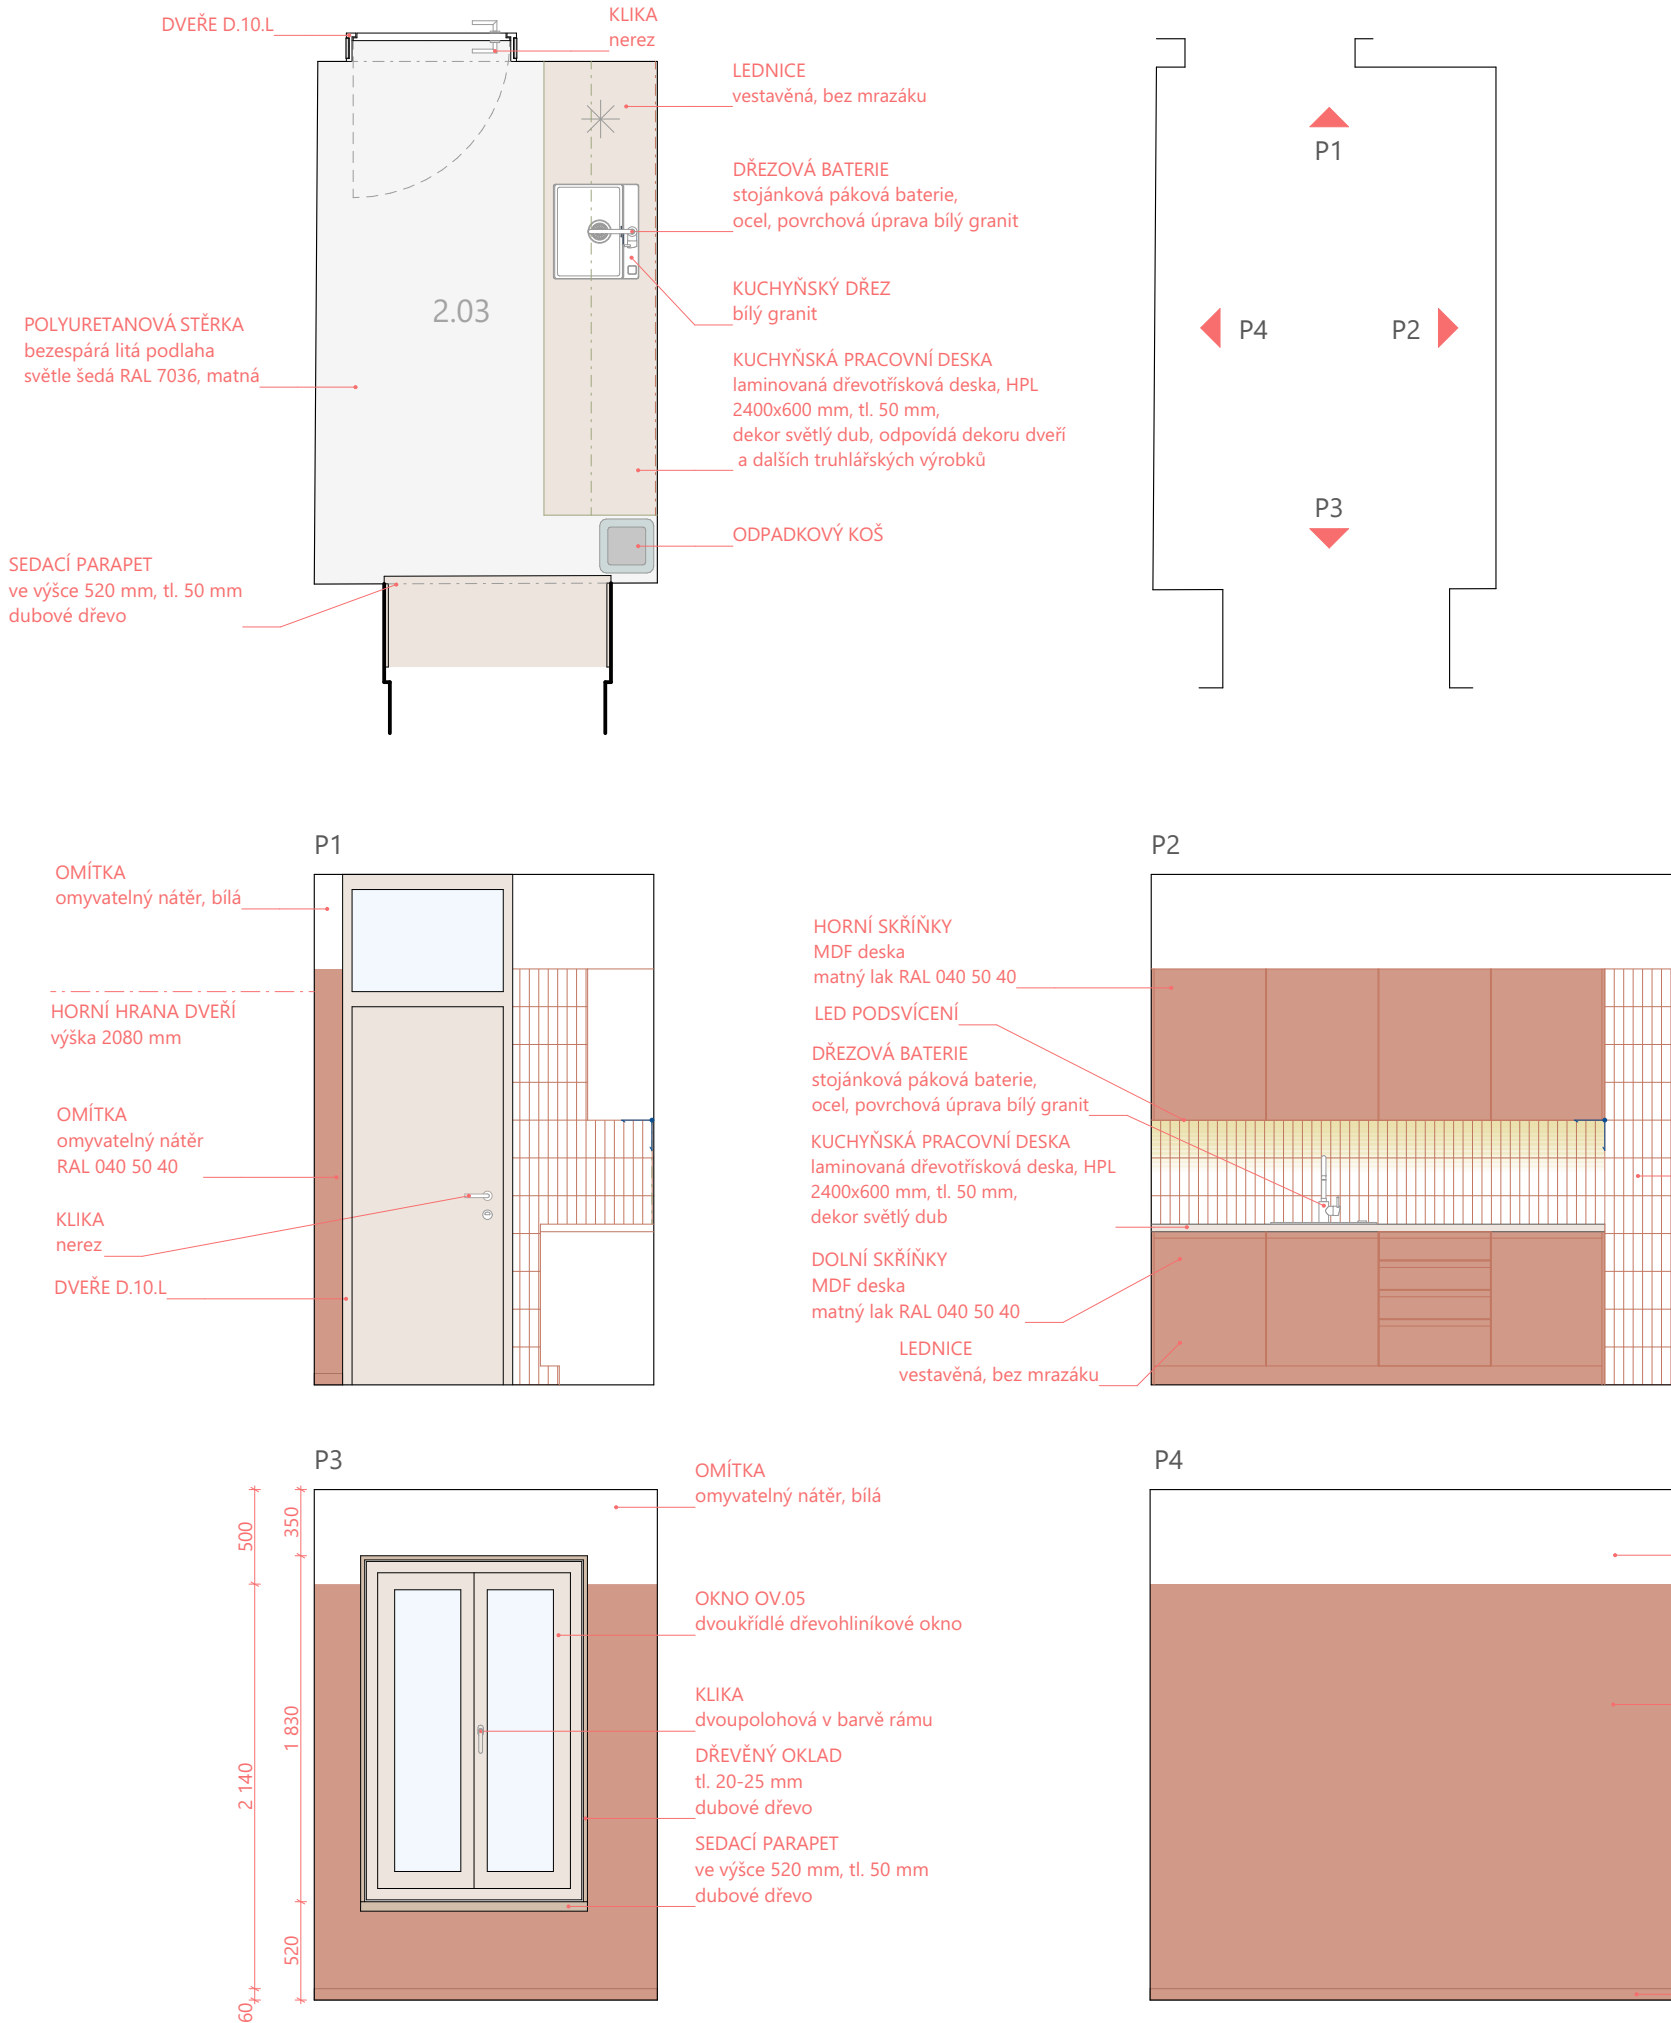 DVEŘE D.10.L
KLIKA
nerez
LEDNICE
vestavěná, bez mrazáku
DŘEZOVÁ BATERIE
stojánková páková baterie,
ocel, povrchová úprava bílý granit
KUCHYŇSKÝ DŘEZ
bílý granit
KUCHYŇSKÁ PRACOVNÍ DESKA
laminovaná dřevotřísková deska, HPL
2400x600 mm, tl. 50 mm,
dekor světlý dub, odpovídá dekoru dveří
a dalších truhlářských výrobků
ODPADKOVÝ KOŠ
2.03
POLYURETANOVÁ STĚRKA
bezespárá litá podlaha
světle šedá RAL 7036, matná
SEDACÍ PARAPET
ve výšce 520 mm, tl. 50 mm
dubové dřevo
P1
P4
P2
P3
P1
OMÍTKA
omyvatelný nátěr, bílá
HORNÍ HRANA DVEŘÍ
výška 2080 mm
OMÍTKA
omyvatelný nátěr
RAL 040 50 40
KLIKA
nerez
DVEŘE D.10.L
P2
HORNÍ SKŘÍŇKY
MDF deska
matný lak RAL 040 50 40
LED PODSVÍCENÍ
DŘEZOVÁ BATERIE
stojánková páková baterie,
ocel, povrchová úprava bílý granit
KUCHYŇSKÁ PRACOVNÍ DESKA
laminovaná dřevotřísková deska, HPL
2400x600 mm, tl. 50 mm,
dekor světlý dub
DOLNÍ SKŘÍŇKY
MDF deska
matný lak RAL 040 50 40
LEDNICE
vestavěná, bez mrazáku
P3
500
350
1 830
2 140
520
60
OMÍTKA
omyvatelný nátěr, bílá
OKNO OV.05
dvoukřídlé dřevohliníkové okno
KLIKA
dvoupolohová v barvě rámu
DŘEVĚNÝ OKLAD
tl. 20-25 mm
dubové dřevo
SEDACÍ PARAPET
ve výšce 520 mm, tl. 50 mm
dubové dřevo
P4